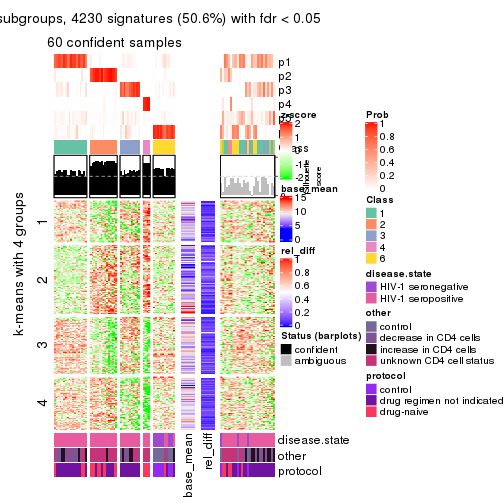 subgroups, 4230 signatures (50.6%) with fdr < 0.05
60 confident samples
p1
p2
p3
p4
z-score
2
1
0
-1
-2
Silhouette
score
base_mean
15
10
5
0
rel_diff
1
0.8
0.6
0.4
0.2
0
Status (barplots)
confident
ambiguous
Prob
1
0.8
0.6
0.4
0.2
0
Class
1
2
3
4
6
disease.state
HIV-1 seronegative
HIV-1 seropositive
other
control
decrease in CD4 cells
increase in CD4 cells
unknown CD4 cell status
protocol
control
drug regimen not indicated
drug-naive
k-means with 4 groups
1
2
3
4
disease.state
other
protocol
base_mean
rel_diff